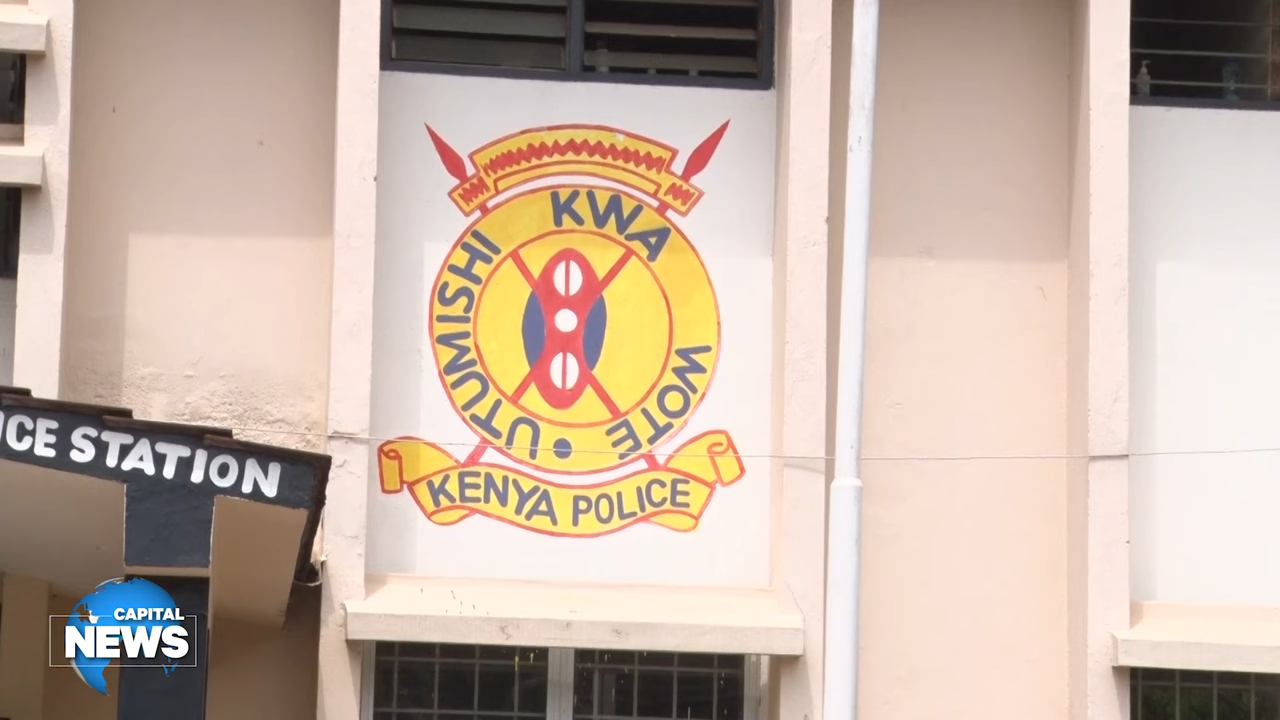 UTUMISHI KWA WOTE
KENYA POLICE
ICE STATION
CAPITAL
NEWS